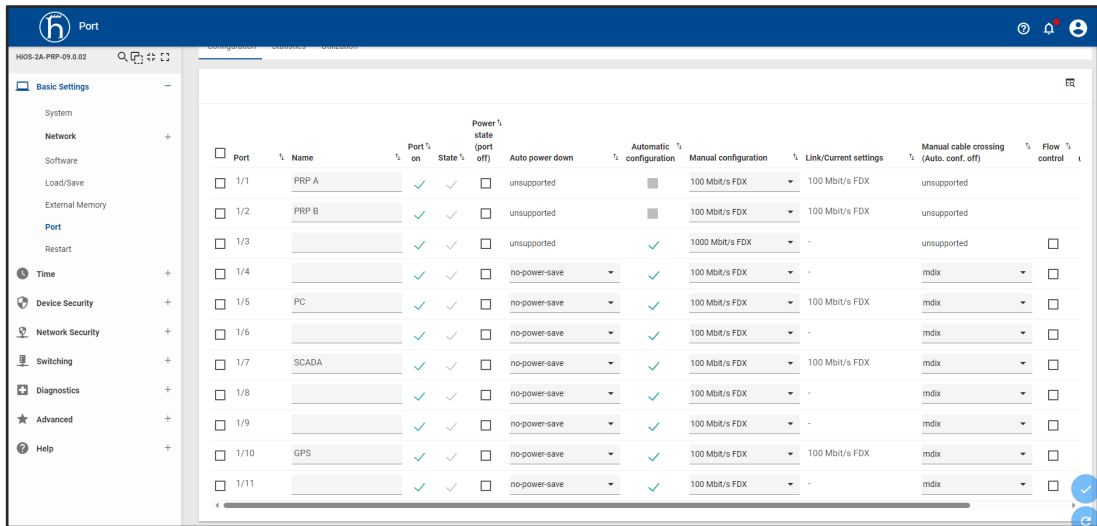 Port
HiOS-2A-PRP-09.0.02
Configuration Statistics Utilization
Basic Settings
System
Network
Software
Load/Save
External Memory
Port
Restart
Time
Device Security
Network Security
Switching
Diagnostics
Advanced
Help
Port Name Port on State Power state (port off) Auto power down Automatic configuration Manual configuration Link/Current settings Manual cable crossing (Auto. conf. off) Flow control
1/1 PRP A unsupported 100 Mbit/s FDX 100 Mbit/s FDX unsupported
1/2 PRP B unsupported 100 Mbit/s FDX 100 Mbit/s FDX unsupported
1/3 unsupported 1000 Mbit/s FDX - unsupported
1/4 no-power-save 100 Mbit/s FDX - mdix
1/5 PC no-power-save 100 Mbit/s FDX 100 Mbit/s FDX mdix
1/6 no-power-save 100 Mbit/s FDX - mdix
1/7 SCADA no-power-save 100 Mbit/s FDX 100 Mbit/s FDX mdix
1/8 no-power-save 100 Mbit/s FDX - mdix
1/9 no-power-save 100 Mbit/s FDX - mdix
1/10 GPS no-power-save 100 Mbit/s FDX 100 Mbit/s FDX mdix
1/11 no-power-save 100 Mbit/s FDX mdix